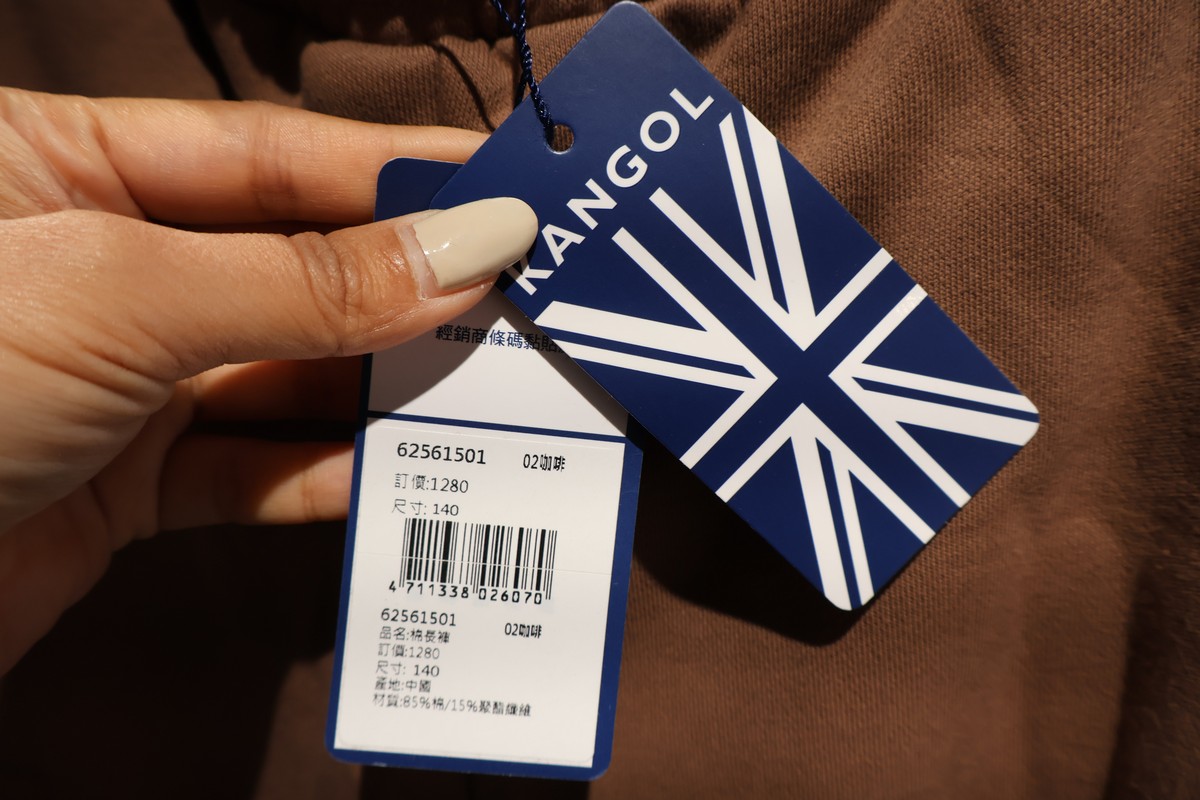 KANGOL
經銷商條碼黏貼
62561501 02咖啡
訂價:1280
尺寸: 140
4 711338 026070
62561501 02咖啡
品名:棉長褲
訂價:1280
尺寸: 140
產地:中國
材質:85%棉/15%聚酯纖維